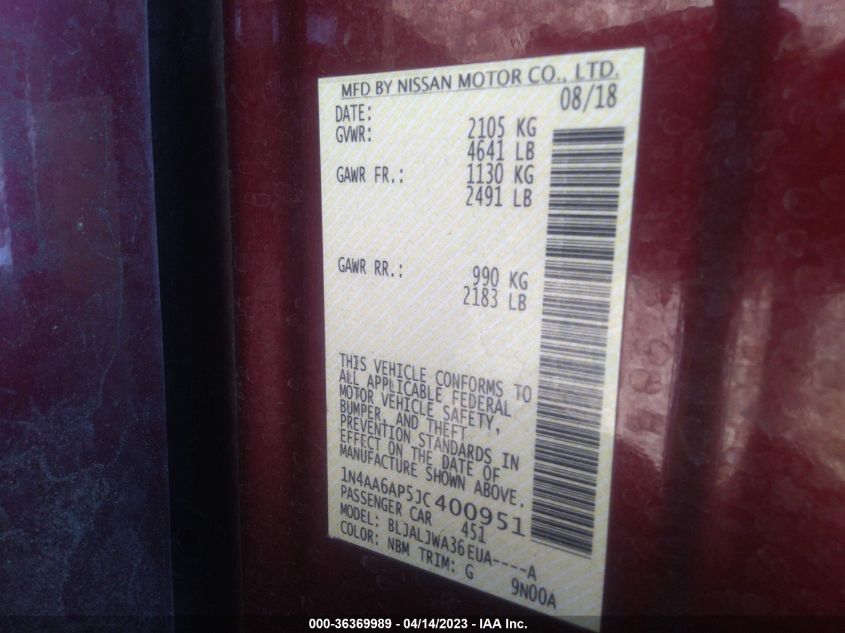 MFD BY NISSAN MOTOR CO., LTD.
DATE: 08/18
GVWR: 2105 KG
4641 LB
GAWR FR.: 1130 KG
2491 LB
GAWR RR.: 990 KG
2183 LB
THIS VEHICLE CONFORMS TO
ALL APPLICABLE FEDERAL
MOTOR VEHICLE SAFETY,
BUMPER, AND THEFT
PREVENTION STANDARDS IN
EFFECT ON THE DATE OF
MANUFACTURE SHOWN ABOVE.
1N4AA6AP5JC400951
PASSENGER CAR 451
MODEL: BLJALJWA36EUA----A
COLOR: NBM TRIM: G 9N00A
000-36369989 - 04/14/2023 - IAA Inc.